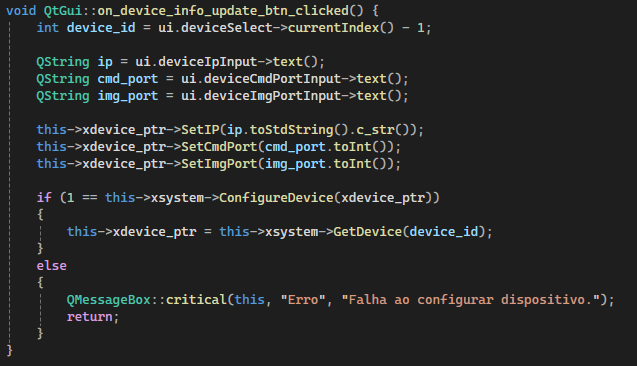 void QtGui::on_device_info_update_btn_clicked() {
    int device_id = ui.deviceSelect->currentIndex() - 1;

    QString ip = ui.deviceIpInput->text();
    QString cmd_port = ui.deviceCmdPortInput->text();
    QString img_port = ui.deviceImgPortInput->text();

    this->xdevice_ptr->SetIP(ip.toStdString().c_str());
    this->xdevice_ptr->SetCmdPort(cmd_port.toInt());
    this->xdevice_ptr->SetImgPort(img_port.toInt());

    if (1 == this->xsystem->ConfigureDevice(xdevice_ptr))
    {
        this->xdevice_ptr = this->xsystem->GetDevice(device_id);
    }
    else
    {
        QMessageBox::critical(this, "Erro", "Falha ao configurar dispositivo.");
        return;
    }
}